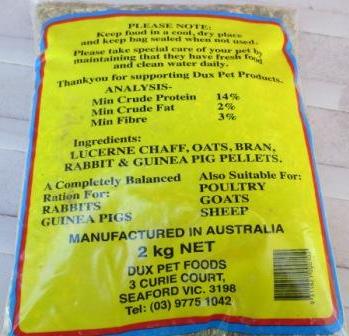 PLEASE NOTE:
Keep food in a cool, dry place
and keep bag sealed when not used.
Please take special care of your pet by
maintaining that they have fresh food
and clean water daily.
Thankyou for supporting Dux Pet Products.
ANALYSIS-
Min Crude Protein 14%
Min Crude Fat 2%
Min Fibre 3%
Ingredients:
LUCERNE CHAFF, OATS, BRAN,
RABBIT & GUINEA PIG PELLETS.
A Completely Balanced
Ration For:
RABBITS
GUINEA PIGS
Also Suitable For:
POULTRY
GOATS
SHEEP
MANUFACTURED IN AUSTRALIA
2 kg NET
DUX PET FOODS
3 CURIE COURT,
SEAFORD VIC. 3198
Tel: (03) 9775 1042